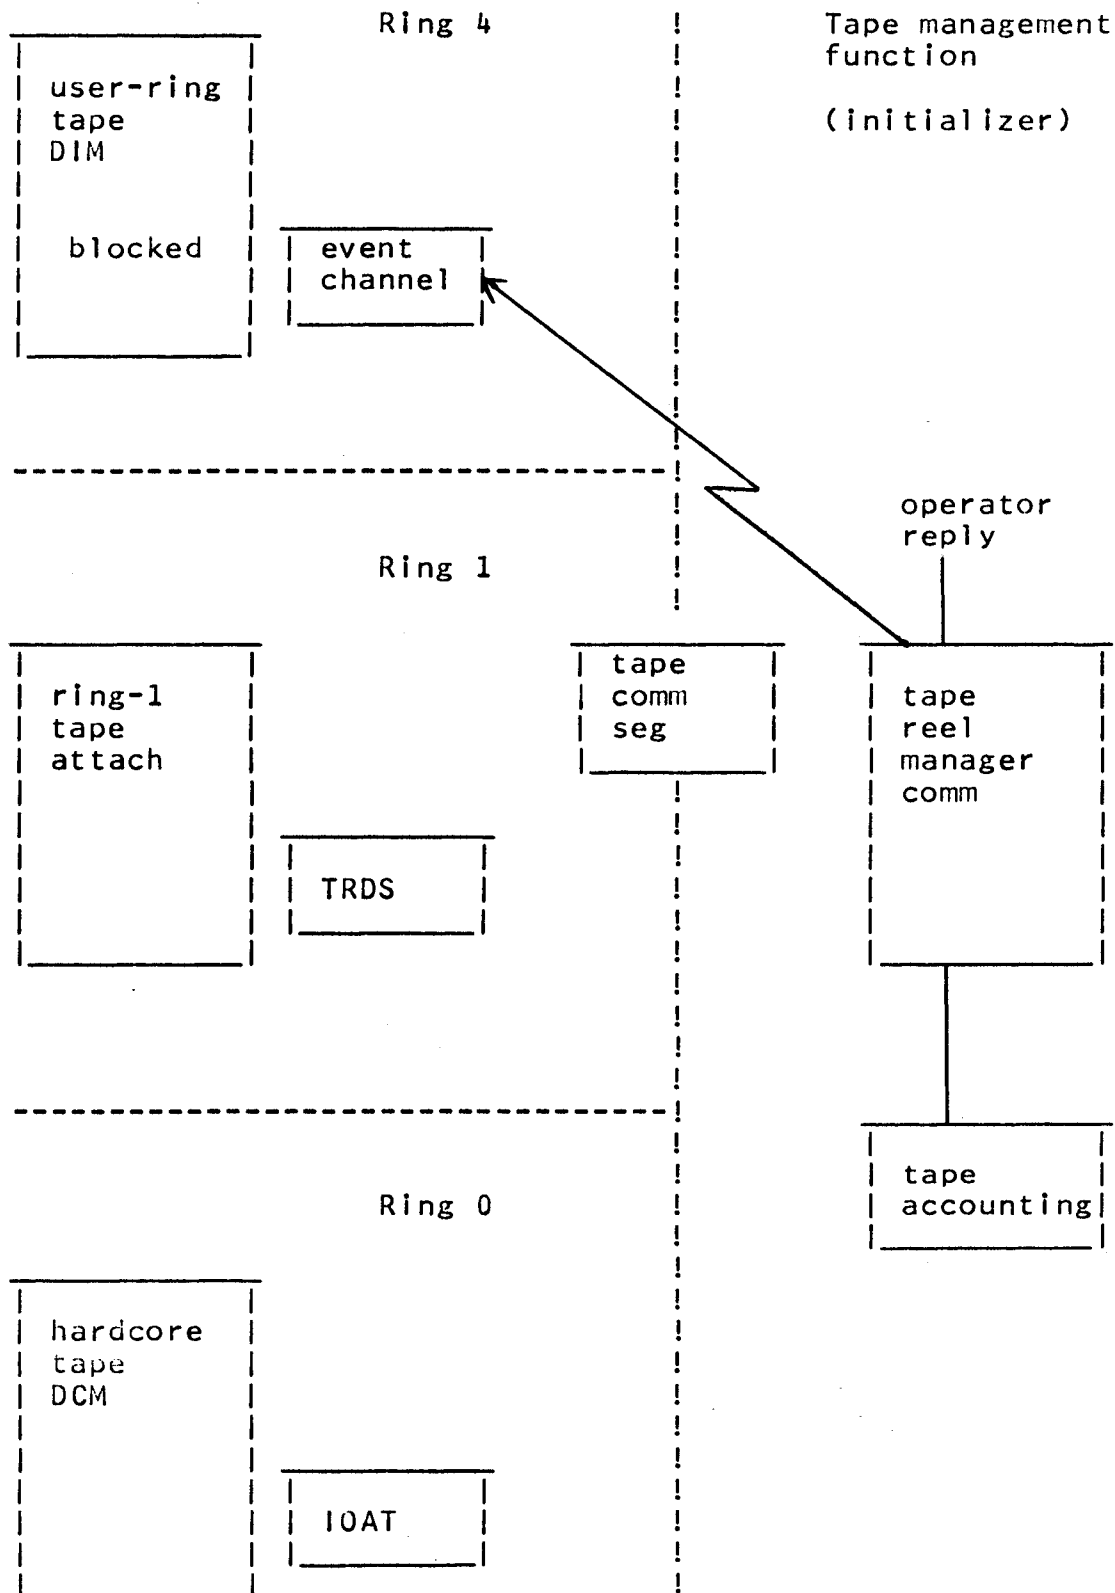 Ring 4
Tape management
function
(initializer)
user-ring
tape
DIM
blocked
event
channel
operator
reply
Ring 1
ring-1
tape
attach
tape
comm
seg
tape
reel
manager
comm
TRDS
tape
accounting
Ring 0
hardcore
tape
DCM
IOAT